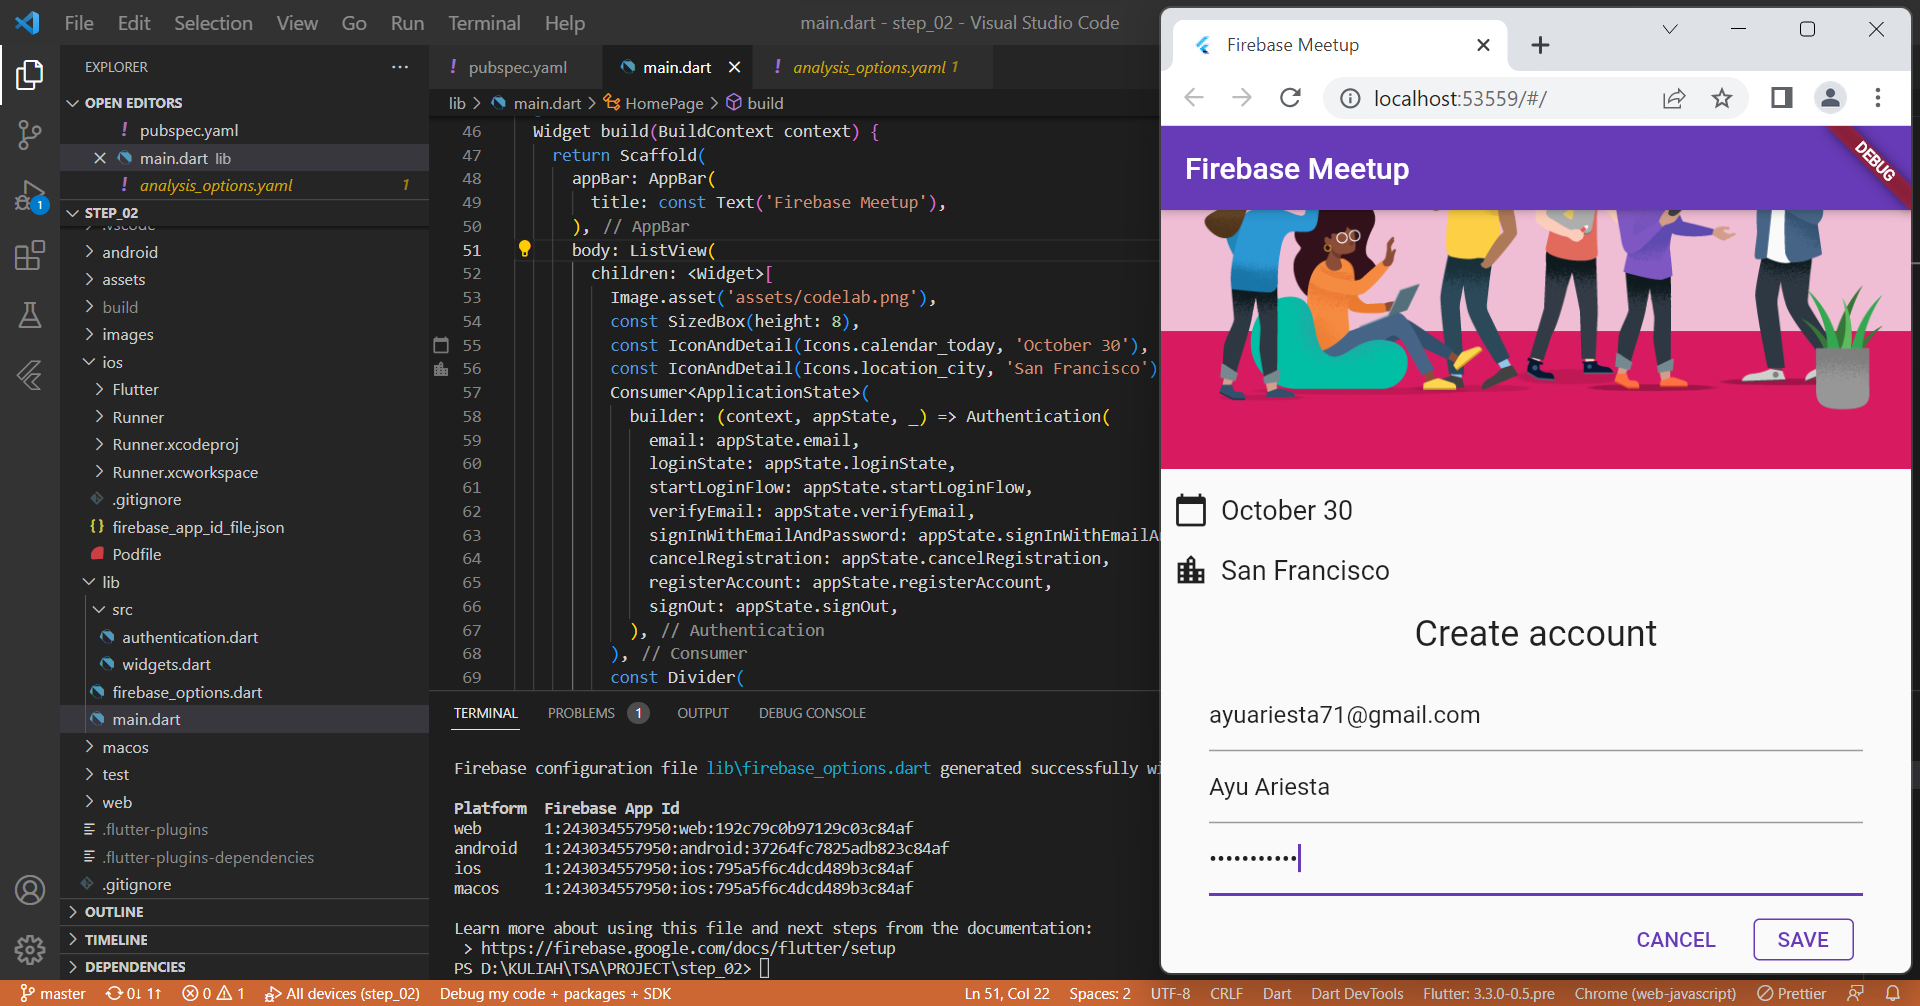 File Edit Selection View Go Run Terminal Help
main.dart - step_02 - Visual Studio Code
EXPLORER
OPEN EDITORS
! pubspec.yaml
main.dart lib
! analysis_options.yaml 1
1
STEP_02
.vscode
android
assets
build
images
ios
Flutter
Runner
Runner.xcodeproj
Runner.xcworkspace
.gitignore
{} firebase_app_id_file.json
Podfile
lib
src
authentication.dart
widgets.dart
firebase_options.dart
main.dart
macos
test
web
.flutter-plugins
.flutter-plugins-dependencies
.gitignore
OUTLINE
TIMELINE
DEPENDENCIES
! pubspec.yaml main.dart ! analysis_options.yaml 1
lib > main.dart > HomePage > build
46 Widget build(BuildContext context) {
47 return Scaffold(
48 appBar: AppBar(
49 title: const Text('Firebase Meetup'),
50 ), // AppBar
51 body: ListView(
52 children: <Widget>[
53 Image.asset('assets/codelab.png'),
54 const SizedBox(height: 8),
55 const IconAndDetail(Icons.calendar_today, 'October 30'),
56 const IconAndDetail(Icons.location_city, 'San Francisco')
57 Consumer<ApplicationState>(
58 builder: (context, appState, _) => Authentication(
59 email: appState.email,
60 loginState: appState.loginState,
61 startLoginFlow: appState.startLoginFlow,
62 verifyEmail: appState.verifyEmail,
63 signInWithEmailAndPassword: appState.signInWithEmailA
64 cancelRegistration: appState.cancelRegistration,
65 registerAccount: appState.registerAccount,
66 signOut: appState.signOut,
67 ), // Authentication
68 ), // Consumer
69 const Divider(
TERMINAL PROBLEMS 1 OUTPUT DEBUG CONSOLE
Firebase configuration file lib\firebase_options.dart generated successfully wi
Platform Firebase App Id
web 1:243034557950:web:192c79c0b97129c03c84af
android 1:243034557950:android:37264fc7825adb823c84af
ios 1:243034557950:ios:795a5f6c4dcd489b3c84af
macos 1:243034557950:ios:795a5f6c4dcd489b3c84af
Learn more about using this file and next steps from the documentation:
> https://firebase.google.com/docs/flutter/setup
PS D:\KULIAH\TSA\PROJECT\step_02>
Firebase Meetup
localhost:53559/#/
Firebase Meetup
DEBUG
October 30
San Francisco
Create account
ayuariesta71@gmail.com
Ayu Ariesta
•••••••••••
CANCEL SAVE
master 0↓ 1↑ 0 1 All devices (step_02) Debug my code + packages + SDK Ln 51, Col 22 Spaces: 2 UTF-8 CRLF Dart Dart DevTools Flutter: 3.3.0-0.5.pre Chrome (web-javascript) Prettier